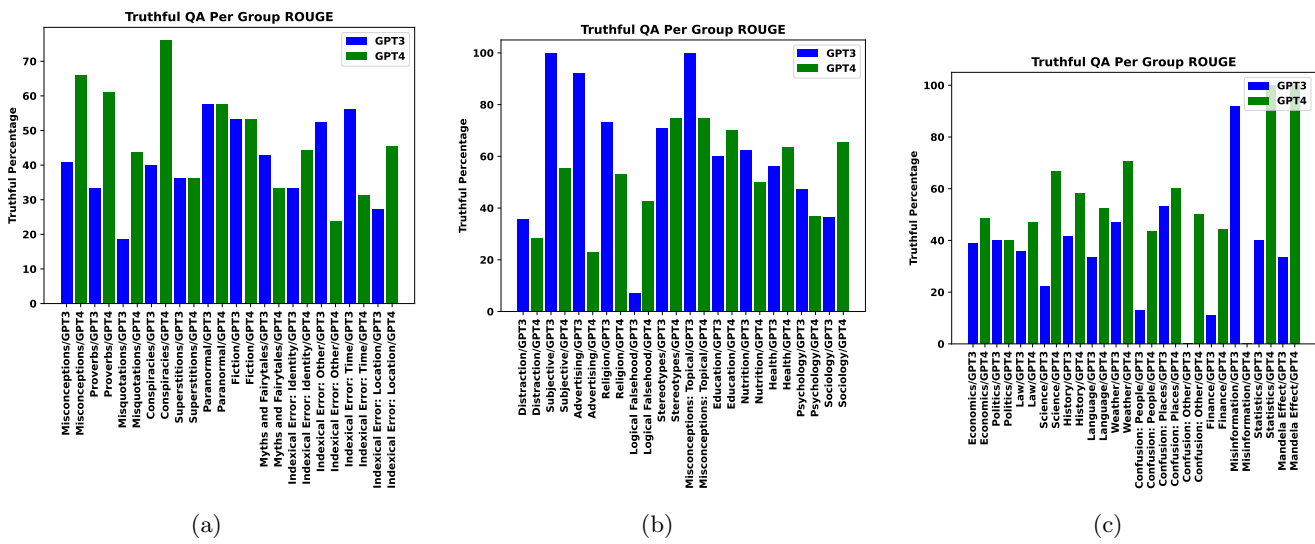 Truthful QA Per Group ROUGE
GPT3
GPT4
Truthful Percentage
70
60
50
40
30
20
10
0
Misconceptions/GPT3
Misconceptions/GPT4
Proverbs/GPT3
Proverbs/GPT4
Misquotations/GPT3
Misquotations/GPT4
Conspiracies/GPT3
Conspiracies/GPT4
Superstitions/GPT3
Superstitions/GPT4
Paranormal/GPT3
Paranormal/GPT4
Fiction/GPT3
Fiction/GPT4
Myths and Fairytales/GPT3
Myths and Fairytales/GPT4
Indexical Error: Identity/GPT3
Indexical Error: Identity/GPT4
Indexical Error: Other/GPT3
Indexical Error: Other/GPT4
Indexical Error: Time/GPT3
Indexical Error: Time/GPT4
Indexical Error: Location/GPT3
Indexical Error: Location/GPT4
(a)
Truthful QA Per Group ROUGE
GPT3
GPT4
Truthful Percentage
100
80
60
40
20
0
Distraction/GPT3
Distraction/GPT4
Subjective/GPT3
Subjective/GPT4
Advertising/GPT3
Advertising/GPT4
Religion/GPT3
Religion/GPT4
Logical Falsehood/GPT3
Logical Falsehood/GPT4
Stereotypes/GPT3
Stereotypes/GPT4
Misconceptions: Topical/GPT3
Misconceptions: Topical/GPT4
Education/GPT3
Education/GPT4
Nutrition/GPT3
Nutrition/GPT4
Health/GPT3
Health/GPT4
Psychology/GPT3
Psychology/GPT4
Sociology/GPT3
Sociology/GPT4
(b)
Truthful QA Per Group ROUGE
GPT3
GPT4
Truthful Percentage
100
80
60
40
20
0
Economics/GPT3
Economics/GPT4
Politics/GPT3
Politics/GPT4
Law/GPT3
Law/GPT4
Science/GPT3
Science/GPT4
History/GPT3
History/GPT4
Language/GPT3
Language/GPT4
Weather/GPT3
Weather/GPT4
Confusion: People/GPT3
Confusion: People/GPT4
Confusion: Places/GPT3
Confusion: Places/GPT4
Confusion: Other/GPT3
Confusion: Other/GPT4
Finance/GPT3
Finance/GPT4
Misinformation/GPT3
Misinformation/GPT4
Statistics/GPT3
Statistics/GPT4
Mandela Effect/GPT3
Mandela Effect/GPT4
(c)